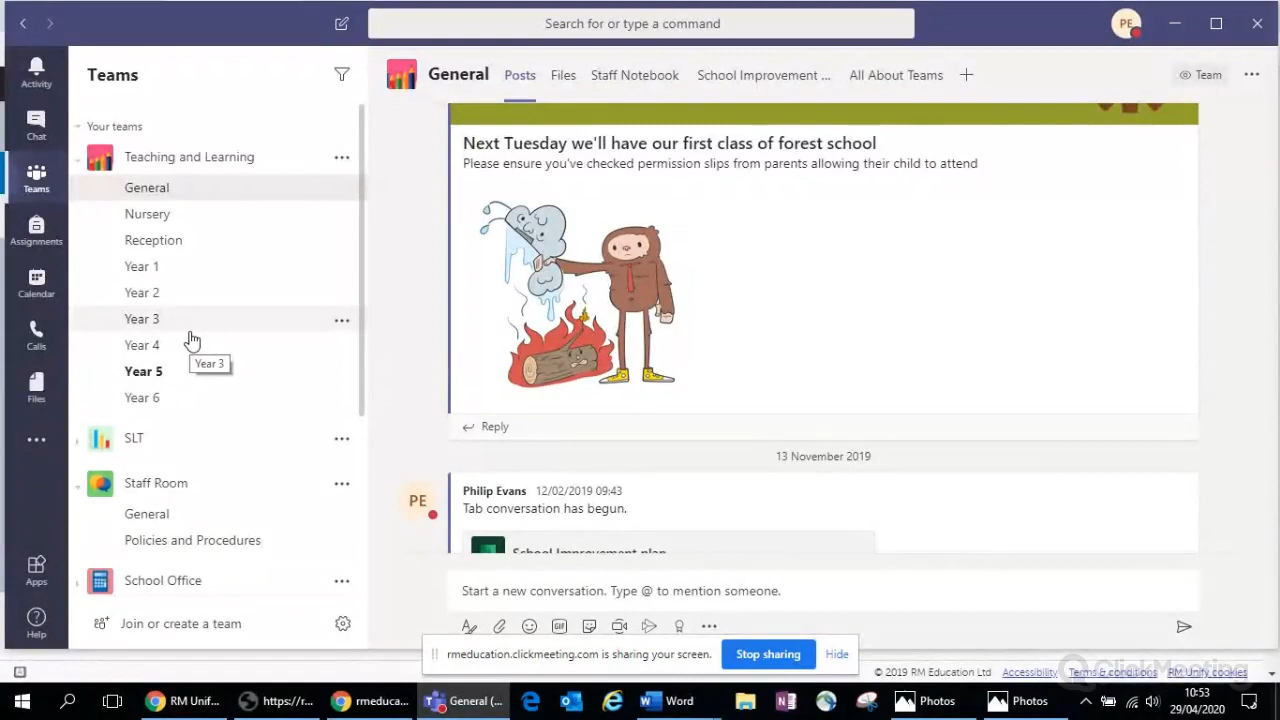 Search for or type a command
PE
Activity
Chat
Teams
Assignments
Calendar
Calls
Files
Apps
Help
Teams
Your teams
Teaching and Learning
General
Nursery
Reception
Year 1
Year 2
Year 3
Year 4
Year 3
Year 5
Year 6
SLT
Staff Room
General
Policies and Procedures
School Office
Join or create a team
General Posts Files Staff Notebook School Improvement ... All About Teams
Team
Next Tuesday we'll have our first class of forest school
Please ensure you've checked permission slips from parents allowing their child to attend
Reply
13 November 2019
PE
Philip Evans 12/02/2019 09:43
Tab conversation has begun.
School Improvement plan
Start a new conversation. Type @ to mention someone.
GIF
rmeducation.clickmeeting.com is sharing your screen. Stop sharing Hide
© 2019 RM Education Ltd Accessibility Terms & conditions RM Unify cookies
ClickMeeting
RM Unif...
https://r...
rmeduca...
General (...
Word
Photos
Photos
10:53
29/04/2020